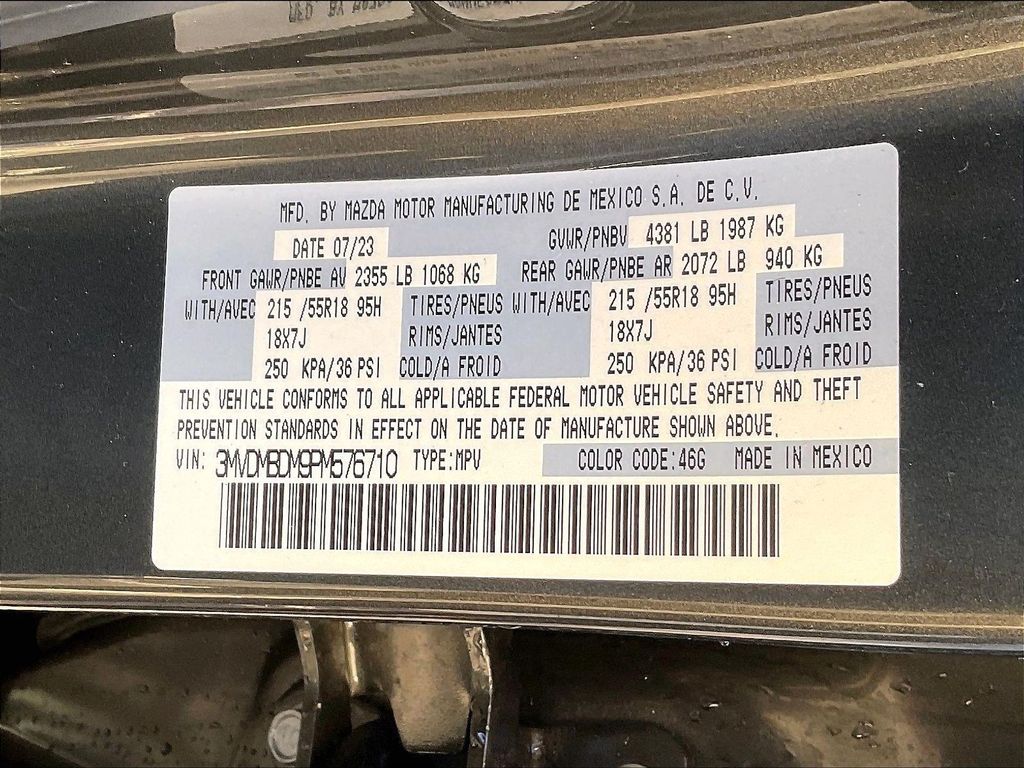 MFD. BY MAZDA MOTOR MANUFACTURING DE MEXICO S.A. DE C.V.
DATE 07/23 GVWR/PNBV 4381 LB 1987 KG
FRONT GAWR/PNBE AV 2355 LB 1068 KG REAR GAWR/PNBE AR 2072 LB 940 KG
WITH/AVEC 215 /55R18 95H TIRES/PNEUS WITH/AVEC 215 /55R18 95H TIRES/PNEUS
18X7J RIMS/JANTES 18X7J RIMS/JANTES
250 KPA/36 PSI COLD/A FROID 250 KPA/36 PSI COLD/A FROID
THIS VEHICLE CONFORMS TO ALL APPLICABLE FEDERAL MOTOR VEHICLE SAFETY AND THEFT
PREVENTION STANDARDS IN EFFECT ON THE DATE OF MANUFACTURE SHOWN ABOVE.
VIN: 3MVDMBDM9PM576710 TYPE:MPV COLOR CODE:46G MADE IN MEXICO